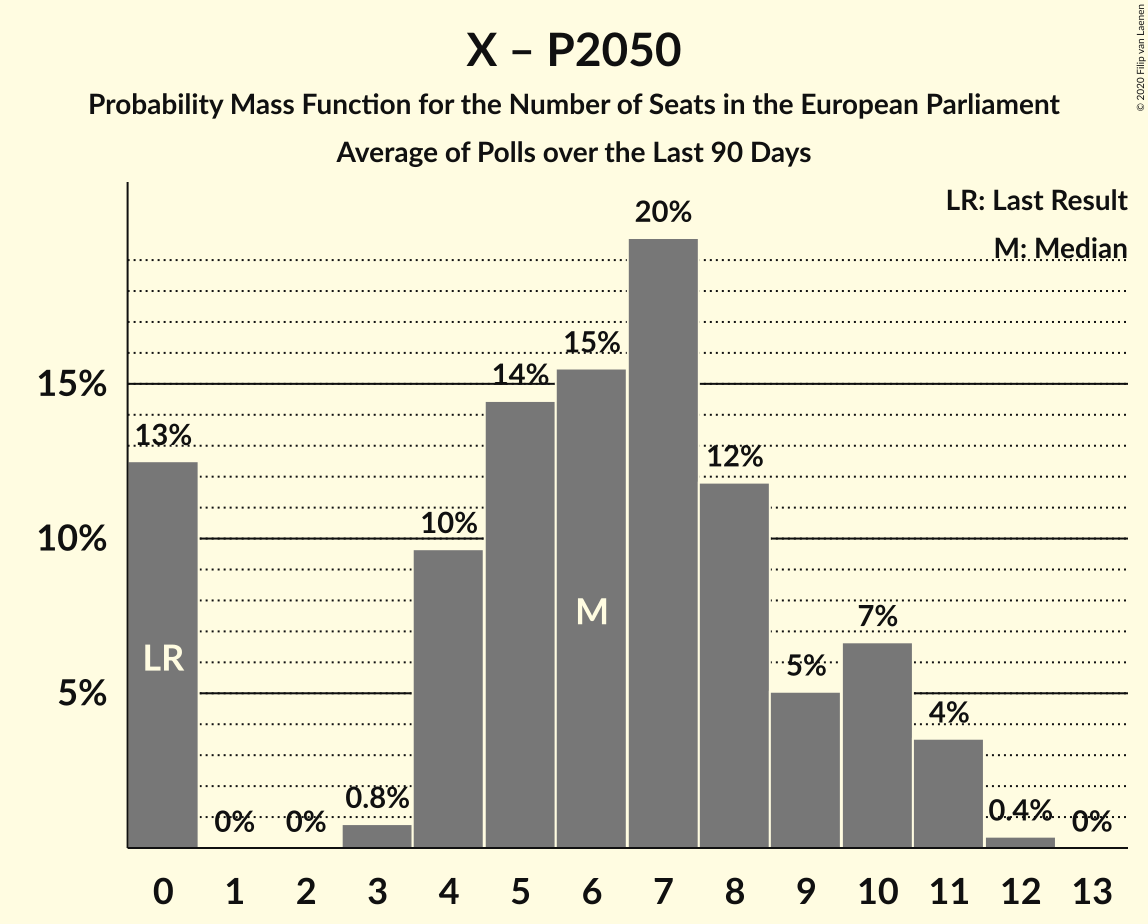 X – P2050
Probability Mass Function for the Number of Seats in the European Parliament
Average of Polls over the Last 90 Days
© 2020 Filip van Laenen
LR: Last Result
M: Median
20%
15%
14%
13%
12%
10%
7%
5%
4%
0.8%
0.4%
0%
0%
0%
15%
10%
5%
LR
M
0 1 2 3 4 5 6 7 8 9 10 11 12 13